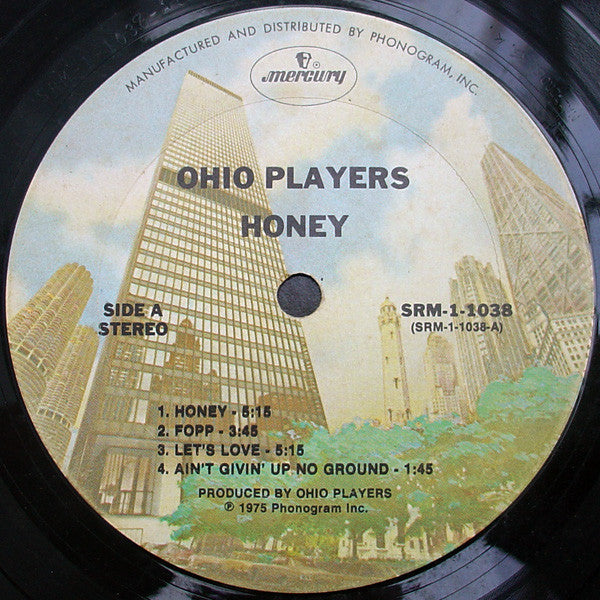 MANUFACTURED AND DISTRIBUTED BY PHONOGRAM, INC.
mercury
OHIO PLAYERS
HONEY
SIDE A
STEREO
SRM-1-1038
(SRM-1-1038-A)
1. HONEY - 5:15
2. FOPP - 3:45
3. LET'S LOVE - 5:15
4. AIN'T GIVIN' UP NO GROUND - 1:45
PRODUCED BY OHIO PLAYERS
℗ 1975 Phonogram Inc.